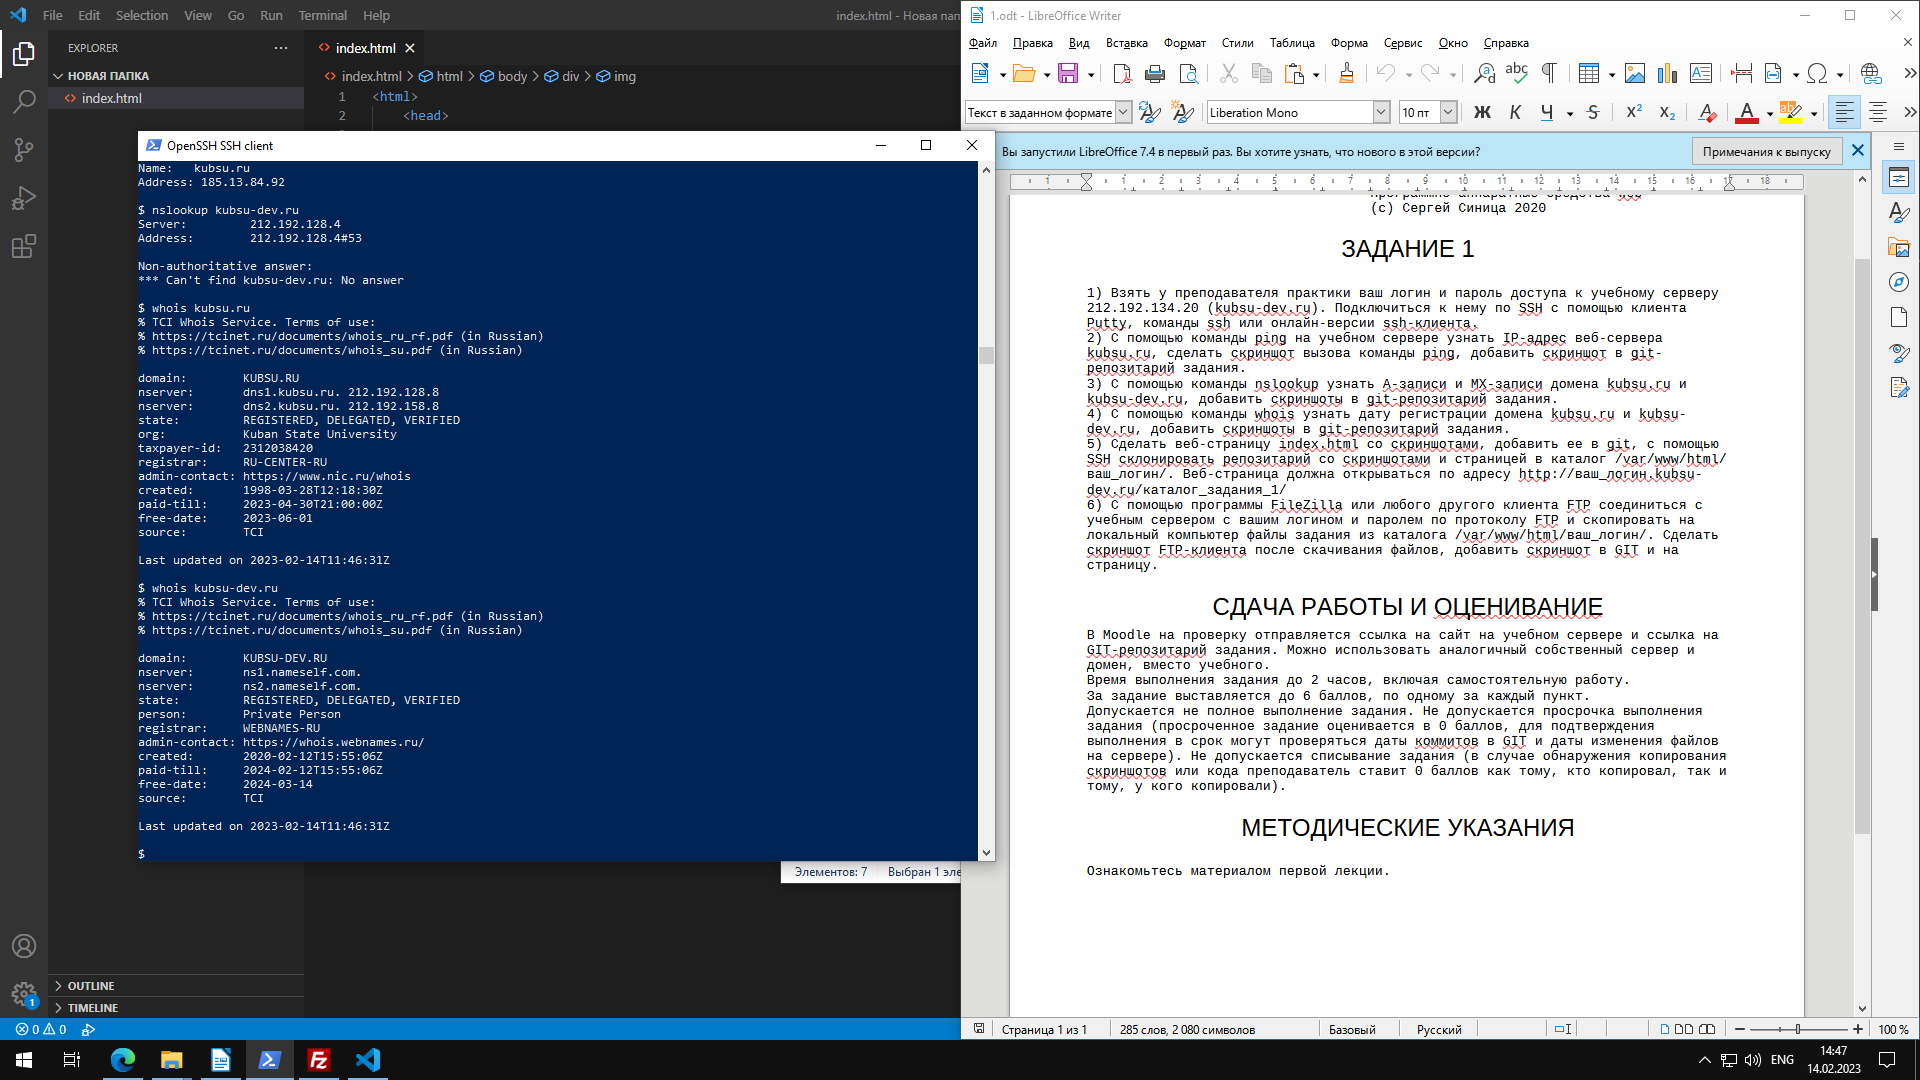 File Edit Selection View Go Run Terminal Help
index.html - Новая пап
EXPLORER
НОВАЯ ПАПКА
index.html
index.html
index.html > html > body > div > img
1 <html>
2 <head>
OpenSSH SSH client
Name: kubsu.ru
Address: 185.13.84.92
$ nslookup kubsu-dev.ru
Server: 212.192.128.4
Address: 212.192.128.4#53
Non-authoritative answer:
*** Can't find kubsu-dev.ru: No answer
$ whois kubsu.ru
% TCI Whois Service. Terms of use:
% https://tcinet.ru/documents/whois_ru_rf.pdf (in Russian)
% https://tcinet.ru/documents/whois_su.pdf (in Russian)
domain: KUBSU.RU
nserver: dns1.kubsu.ru. 212.192.128.8
nserver: dns2.kubsu.ru. 212.192.158.8
state: REGISTERED, DELEGATED, VERIFIED
org: Kuban State University
taxpayer-id: 2312038420
registrar: RU-CENTER-RU
admin-contact: https://www.nic.ru/whois
created: 1998-03-28T12:18:30Z
paid-till: 2023-04-30T21:00:00Z
free-date: 2023-06-01
source: TCI
Last updated on 2023-02-14T11:46:31Z
$ whois kubsu-dev.ru
% TCI Whois Service. Terms of use:
% https://tcinet.ru/documents/whois_ru_rf.pdf (in Russian)
% https://tcinet.ru/documents/whois_su.pdf (in Russian)
domain: KUBSU-DEV.RU
nserver: ns1.nameself.com.
nserver: ns2.nameself.com.
state: REGISTERED, DELEGATED, VERIFIED
person: Private Person
registrar: WEBNAMES-RU
admin-contact: https://whois.webnames.ru/
created: 2020-02-12T15:55:06Z
paid-till: 2024-02-12T15:55:06Z
free-date: 2024-03-14
source: TCI
Last updated on 2023-02-14T11:46:31Z
$
Элементов: 7 Выбран 1 эле
OUTLINE
TIMELINE
1
0 0
1.odt - LibreOffice Writer
Файл Правка Вид Вставка Формат Стили Таблица Форма Сервис Окно Справка
Текст в заданном формате Liberation Mono 10 пт Ж К Ч S X² X₂
Вы запустили LibreOffice 7.4 в первый раз. Вы хотите узнать, что нового в этой версии? Примечания к выпуску
1 1 2 3 4 5 6 7 8 9 10 11 12 13 14 15 16 17 18
(c) Сергей Синица 2020
ЗАДАНИЕ 1
1) Взять у преподавателя практики ваш логин и пароль доступа к учебному серверу
212.192.134.20 (kubsu-dev.ru). Подключиться к нему по SSH с помощью клиента
Putty, команды ssh или онлайн-версии ssh-клиента.
2) С помощью команды ping на учебном сервере узнать IP-адрес веб-сервера
kubsu.ru, сделать скриншот вызова команды ping, добавить скриншот в git-
репозитарий задания.
3) С помощью команды nslookup узнать А-записи и МХ-записи домена kubsu.ru и
kubsu-dev.ru, добавить скриншоты в git-репозитарий задания.
4) С помощью команды whois узнать дату регистрации домена kubsu.ru и kubsu-
dev.ru, добавить скриншоты в git-репозитарий задания.
5) Сделать веб-страницу index.html со скриншотами, добавить ее в git, с помощью
SSH склонировать репозитарий со скриншотами и страницей в каталог /var/www/html/
ваш_логин/. Веб-страница должна открываться по адресу http://ваш_логин.kubsu-
dev.ru/каталог_задания_1/
6) С помощью программы FileZilla или любого другого клиента FTP соединиться с
учебным сервером с вашим логином и паролем по протоколу FTP и скопировать на
локальный компьютер файлы задания из каталога /var/www/html/ваш_логин/. Сделать
скриншот FTP-клиента после скачивания файлов, добавить скриншот в GIT и на
страницу.
СДАЧА РАБОТЫ И ОЦЕНИВАНИЕ
В Moodle на проверку отправляется ссылка на сайт на учебном сервере и ссылка на
GIT-репозитарий задания. Можно использовать аналогичный собственный сервер и
домен, вместо учебного.
Время выполнения задания до 2 часов, включая самостоятельную работу.
За задание выставляется до 6 баллов, по одному за каждый пункт.
Допускается не полное выполнение задания. Не допускается просрочка выполнения
задания (просроченное задание оценивается в 0 баллов, для подтверждения
выполнения в срок могут проверяться даты коммитов в GIT и даты изменения файлов
на сервере). Не допускается списывание задания (в случае обнаружения копирования
скриншотов или кода преподаватель ставит 0 баллов как тому, кто копировал, так и
тому, у кого копировали).
МЕТОДИЧЕСКИЕ УКАЗАНИЯ
Ознакомьтесь материалом первой лекции.
Страница 1 из 1 285 слов, 2 080 символов Базовый Русский 100 %
ENG 14:47
14.02.2023